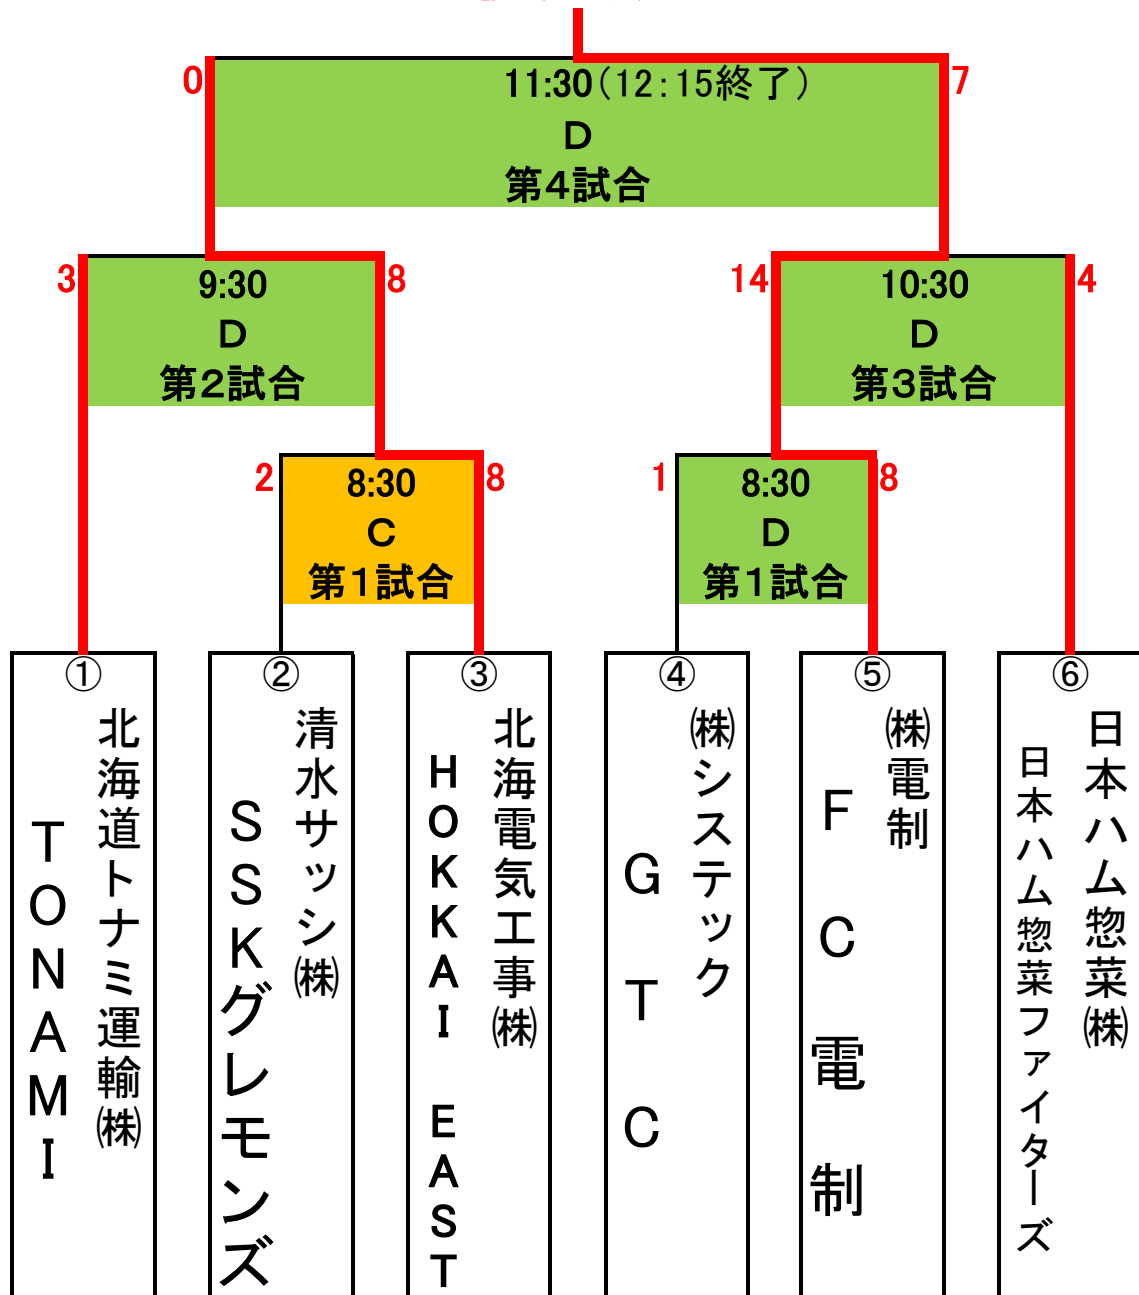 0
7
11:30(12:15終了)
D
第4試合
3
8
14
4
9:30
D
第2試合
10:30
D
第3試合
2
8
1
8
8:30
C
第1試合
8:30
D
第1試合
①
北海道トナミ運輸㈱
TONAMI
②
清水サッシ㈱
SSKグレモンズ
③
北海電気工事㈱
HOKKAI EAST
④
㈱システック
GTC
⑤
㈱電制
FC電制
⑥
日本ハム惣菜㈱
日本ハム惣菜ファイターズ